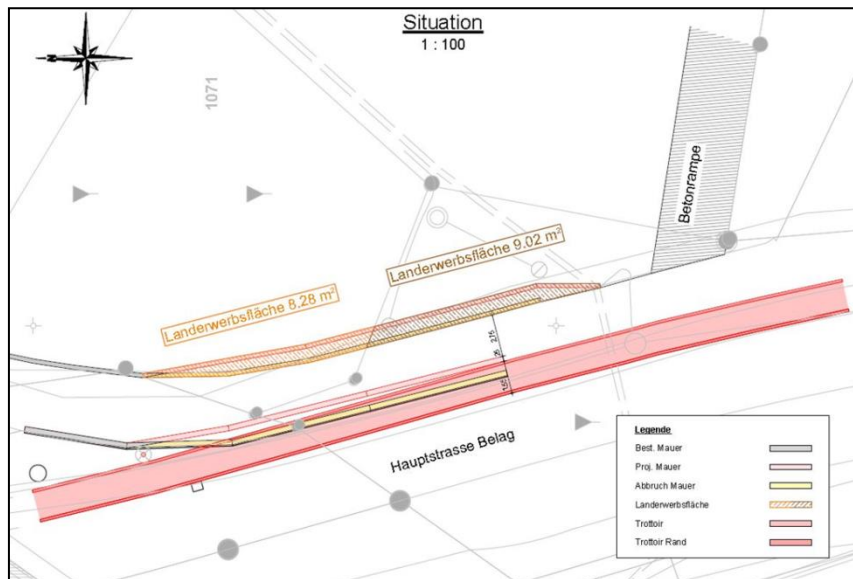 Situation
1 : 100
1071
Betonrampe
Landerwerbsfläche 9.02 m²
Landerwerbsfläche 8.28 m²
Hauptstrasse Belag
Legende
Best. Mauer
Proj. Mauer
Abbruch Mauer
Landerwerbsfläche
Trottoir
Trottoir Rand